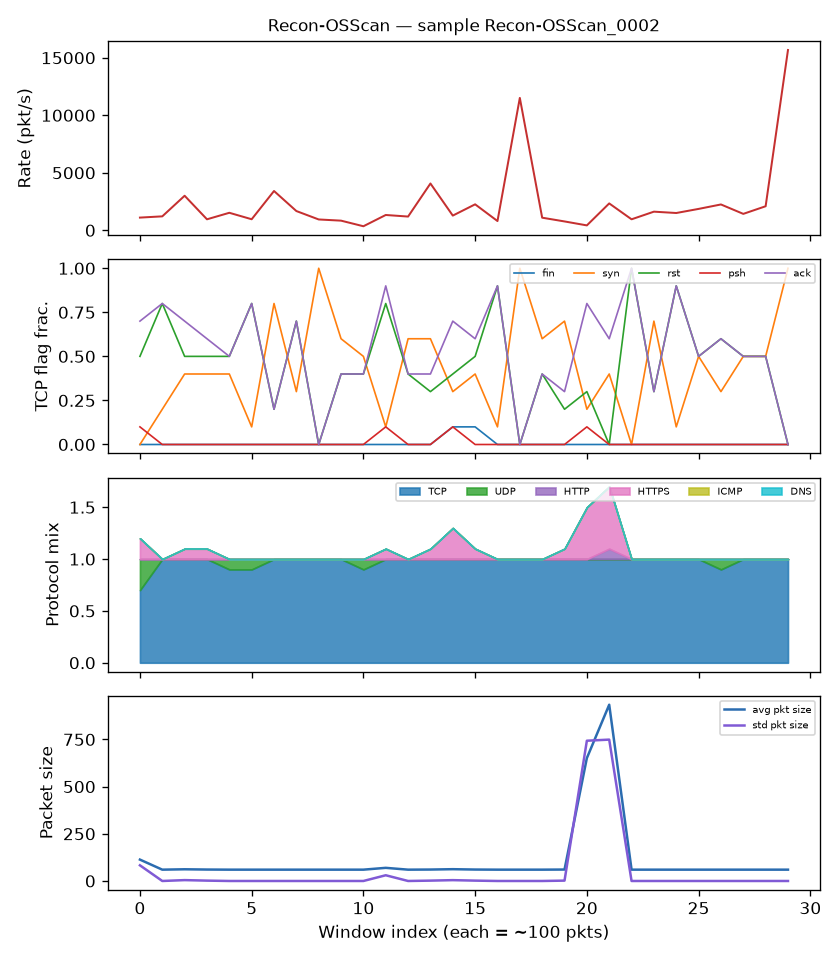 Recon-OSScan — sample Recon-OSScan_0002
Rate (pkt/s)
15000
10000
5000
0
TCP flag frac.
1.00
0.75
0.50
0.25
0.00
fin syn rst psh ack
Protocol mix
1.5
1.0
0.5
0.0
TCP UDP HTTP HTTPS ICMP DNS
Packet size
750
500
250
0
avg pkt size
std pkt size
0 5 10 15 20 25 30
Window index (each = ~100 pkts)